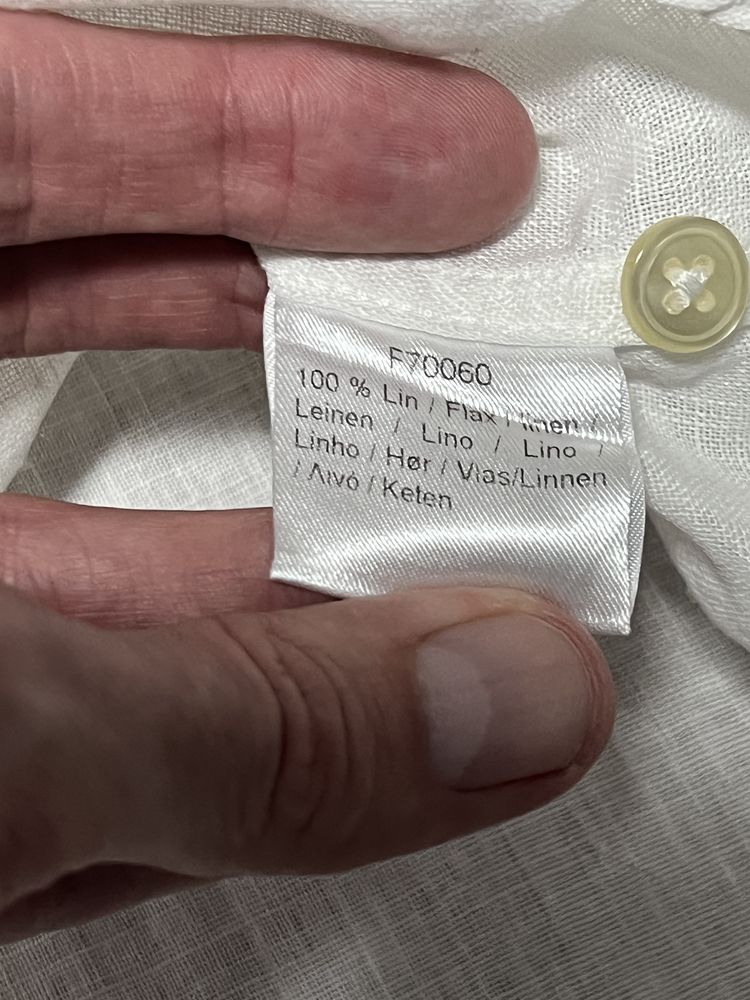 F70060
100 % Lin / Flax / linen /
Leinen / Lino / Lino /
Linho / Hør / Vlas/Linnen
/ Λινό / Keten